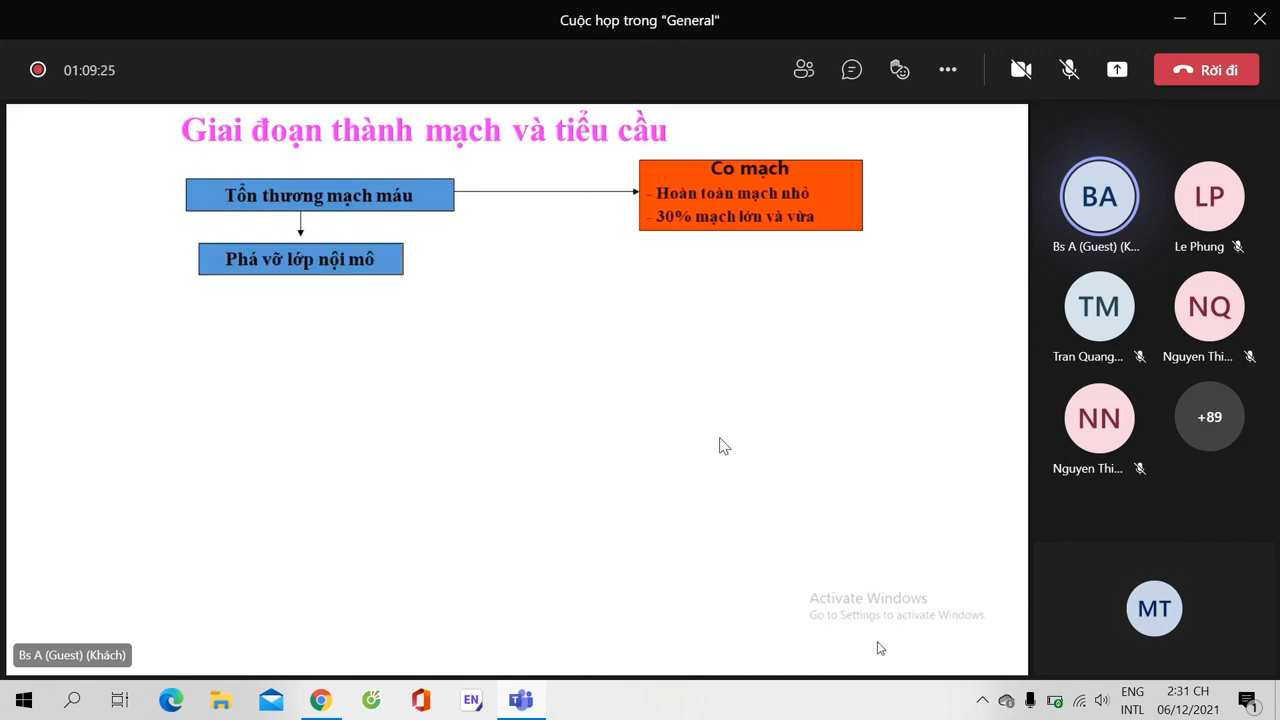 Cuộc họp trong "General"
01:09:25
Rời đi
Giai đoạn thành mạch và tiểu cầu
Tổn thương mạch máu
Co mạch
- Hoàn toàn mạch nhỏ
- 30% mạch lớn và vừa
Phá vỡ lớp nội mô
BA
LP
Bs A (Guest) (K...
Le Phung
TM
NQ
Tran Quang...
Nguyen Thi...
NN
+89
Nguyen Thi...
MT
Activate Windows
Go to Settings to activate Windows.
Bs A (Guest) (Khách)
EN
ENG
INTL
2:31 CH
06/12/2021
1